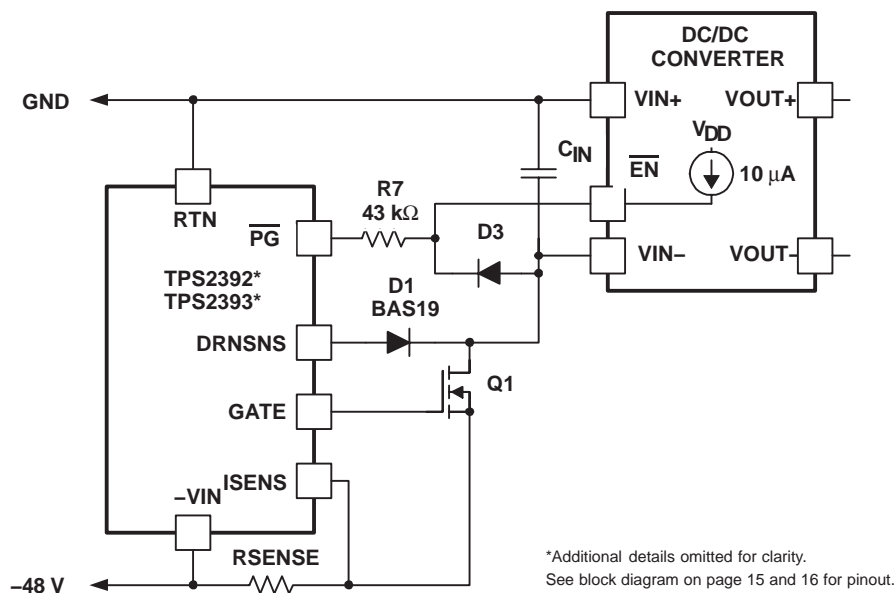 DC/DC
CONVERTER
GND
VIN+
VOUT+
VDD
CIN
EN
10 μA
R7
43 kΩ
RTN
PG
D3
VIN–
VOUT–
TPS2392*
TPS2393*
D1
BAS19
DRNSNS
Q1
GATE
ISENS
–VIN
RSENSE
–48 V
*Additional details omitted for clarity.
See block diagram on page 15 and 16 for pinout.